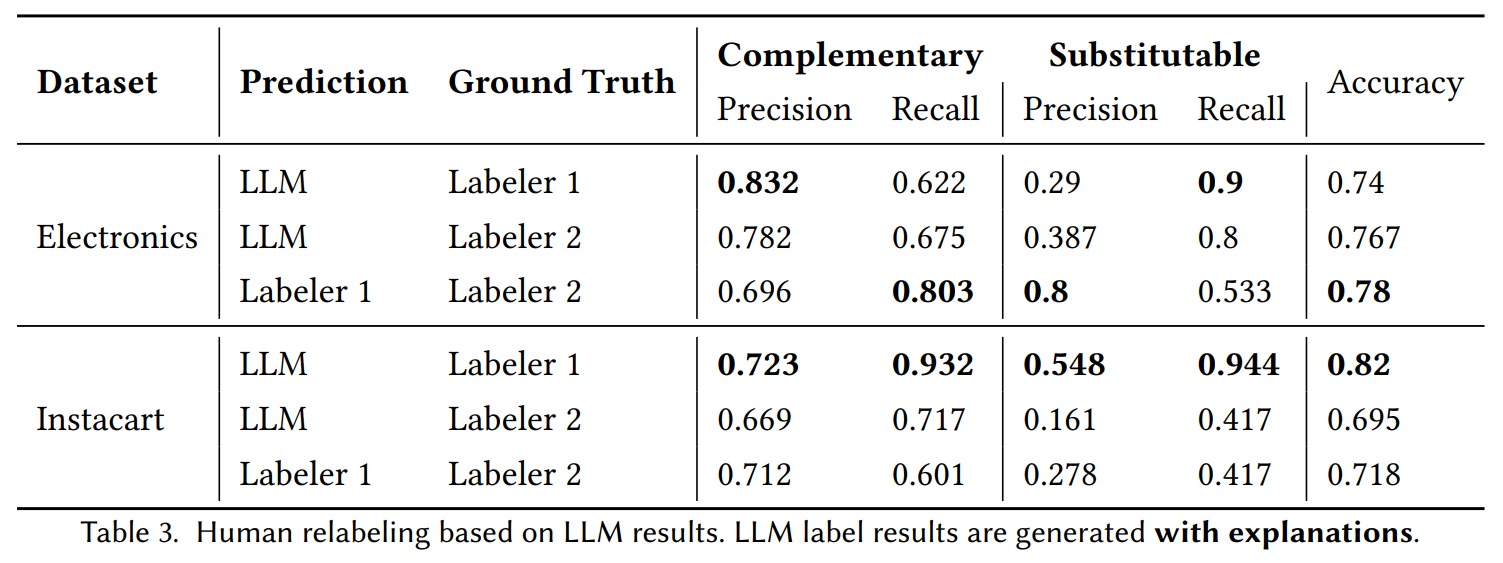 Dataset Prediction Ground Truth Complementary Substitutable Accuracy
Precision Recall Precision Recall
Electronics
LLM Labeler 1 0.832 0.622 0.29 0.9 0.74
LLM Labeler 2 0.782 0.675 0.387 0.8 0.767
Labeler 1 Labeler 2 0.696 0.803 0.8 0.533 0.78
Instacart
LLM Labeler 1 0.723 0.932 0.548 0.944 0.82
LLM Labeler 2 0.669 0.717 0.161 0.417 0.695
Labeler 1 Labeler 2 0.712 0.601 0.278 0.417 0.718
Table 3. Human relabeling based on LLM results. LLM label results are generated with explanations.